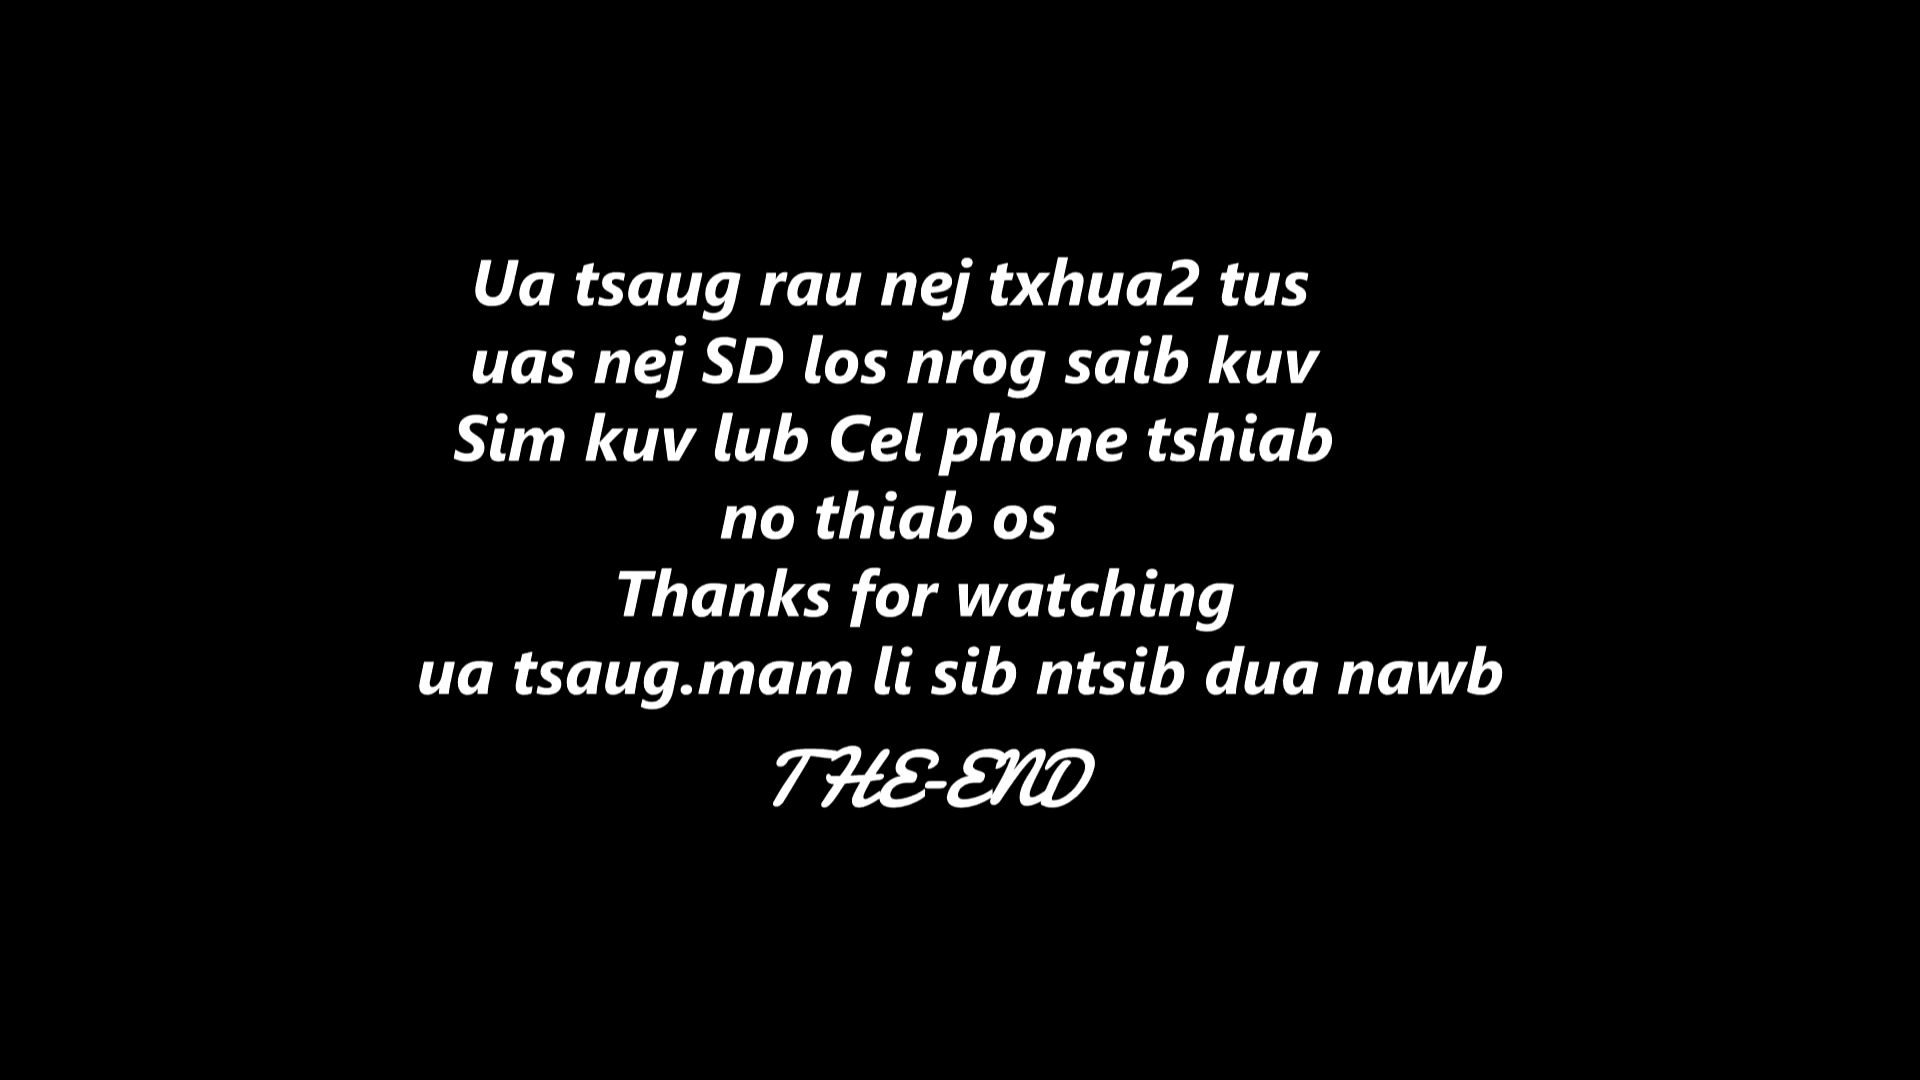 Ua tsaug rau nej txhua2 tus
uas nej SD los nrog saib kuv
Sim kuv lub Cel phone tshiab
no thiab os
Thanks for watching
ua tsaug.mam li sib ntsib dua nawb
THE-END